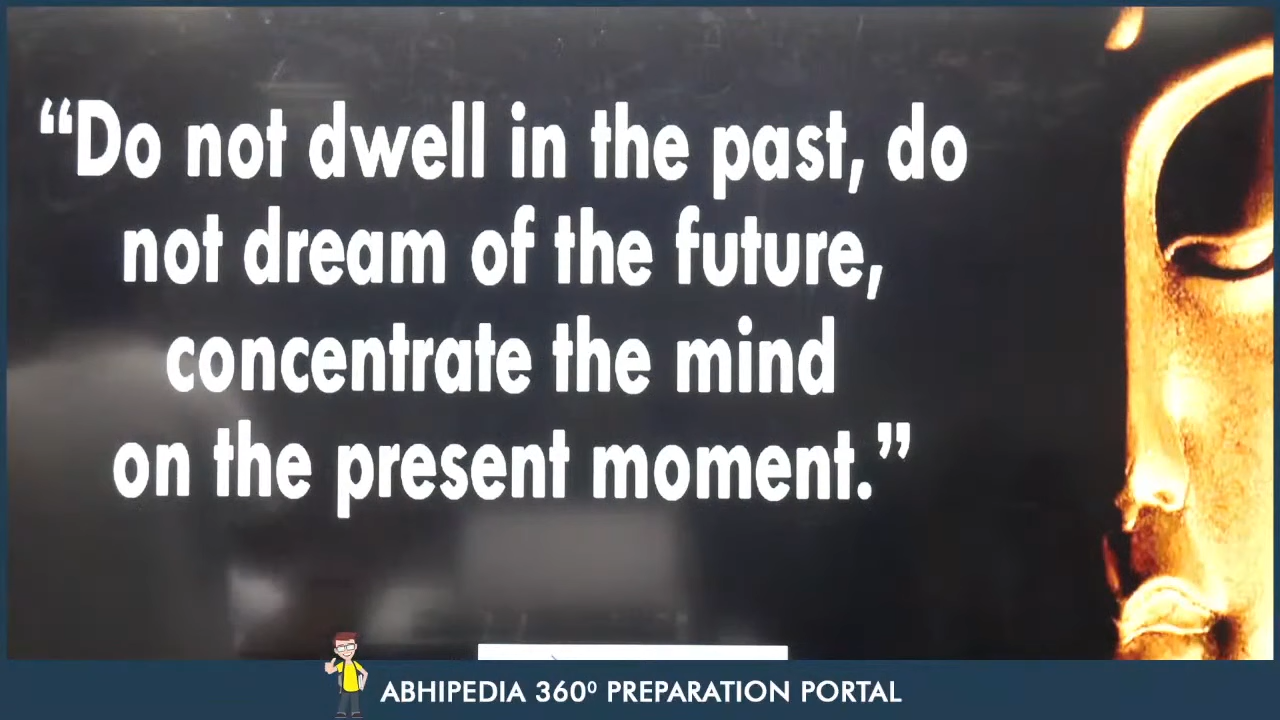 “Do not dwell in the past, do
not dream of the future,
concentrate the mind
on the present moment.”
ABHIPEDIA 360⁰ PREPARATION PORTAL